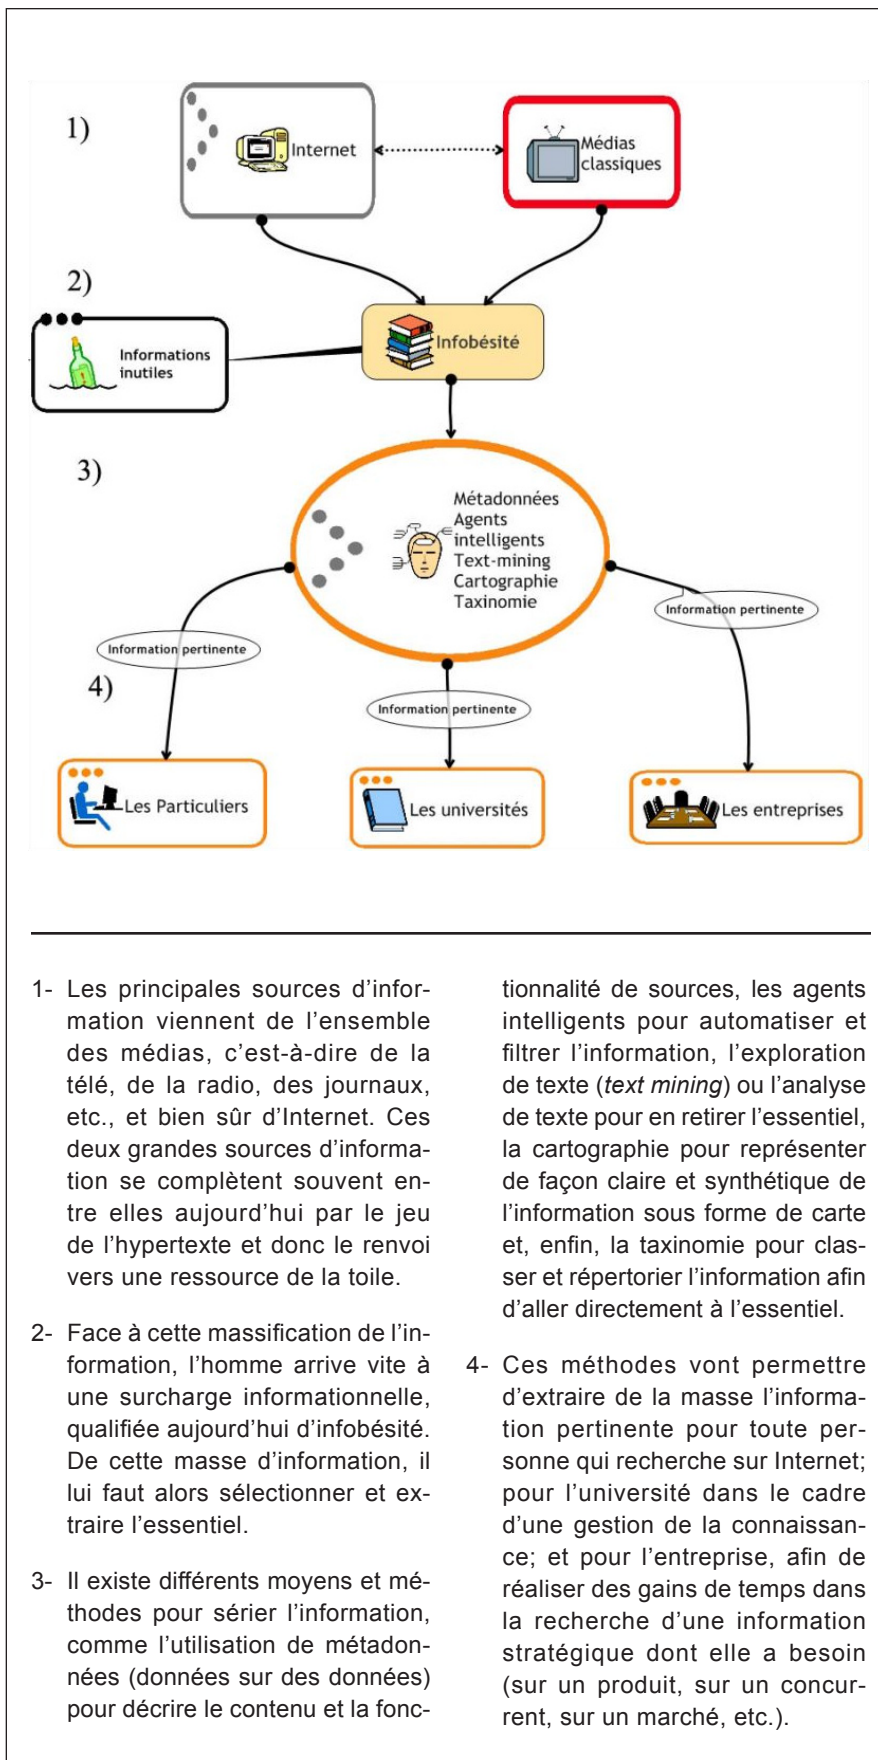 1)
Internet
Médias
classiques
2)
Informations
inutiles
Infobésité
3)
Métadonnées
Agents
intelligents
Text-mining
Cartographie
Taxinomie
Information pertinente
Information pertinente
4)
Information pertinente
Les Particuliers
Les universités
Les entreprises
1- Les principales sources d’infor-
mation viennent de l’ensemble
des médias, c’est-à-dire de la
télé, de la radio, des journaux,
etc., et bien sûr d’Internet. Ces
deux grandes sources d’informa-
tion se complètent souvent en-
tre elles aujourd’hui par le jeu
de l’hypertexte et donc le renvoi
vers une ressource de la toile.
2- Face à cette massification de l’in-
formation, l’homme arrive vite à
une surcharge informationnelle,
qualifiée aujourd’hui d’infobésité.
De cette masse d’information, il
lui faut alors sélectionner et ex-
traire l’essentiel.
3- Il existe différents moyens et mé-
thodes pour sérier l’information,
comme l’utilisation de métadon-
nées (données sur des données)
pour décrire le contenu et la fonc-
tionnalité de sources, les agents
intelligents pour automatiser et
filtrer l’information, l’exploration
de texte (text mining) ou l’analyse
de texte pour en retirer l’essentiel,
la cartographie pour représenter
de façon claire et synthétique de
l’information sous forme de carte
et, enfin, la taxinomie pour clas-
ser et répertorier l’information afin
d’aller directement à l’essentiel.
4- Ces méthodes vont permettre
d’extraire de la masse l’informa-
tion pertinente pour toute per-
sonne qui recherche sur Internet;
pour l’université dans le cadre
d’une gestion de la connaissan-
ce; et pour l’entreprise, afin de
réaliser des gains de temps dans
la recherche d’une information
stratégique dont elle a besoin
(sur un produit, sur un concur-
rent, sur un marché, etc.).